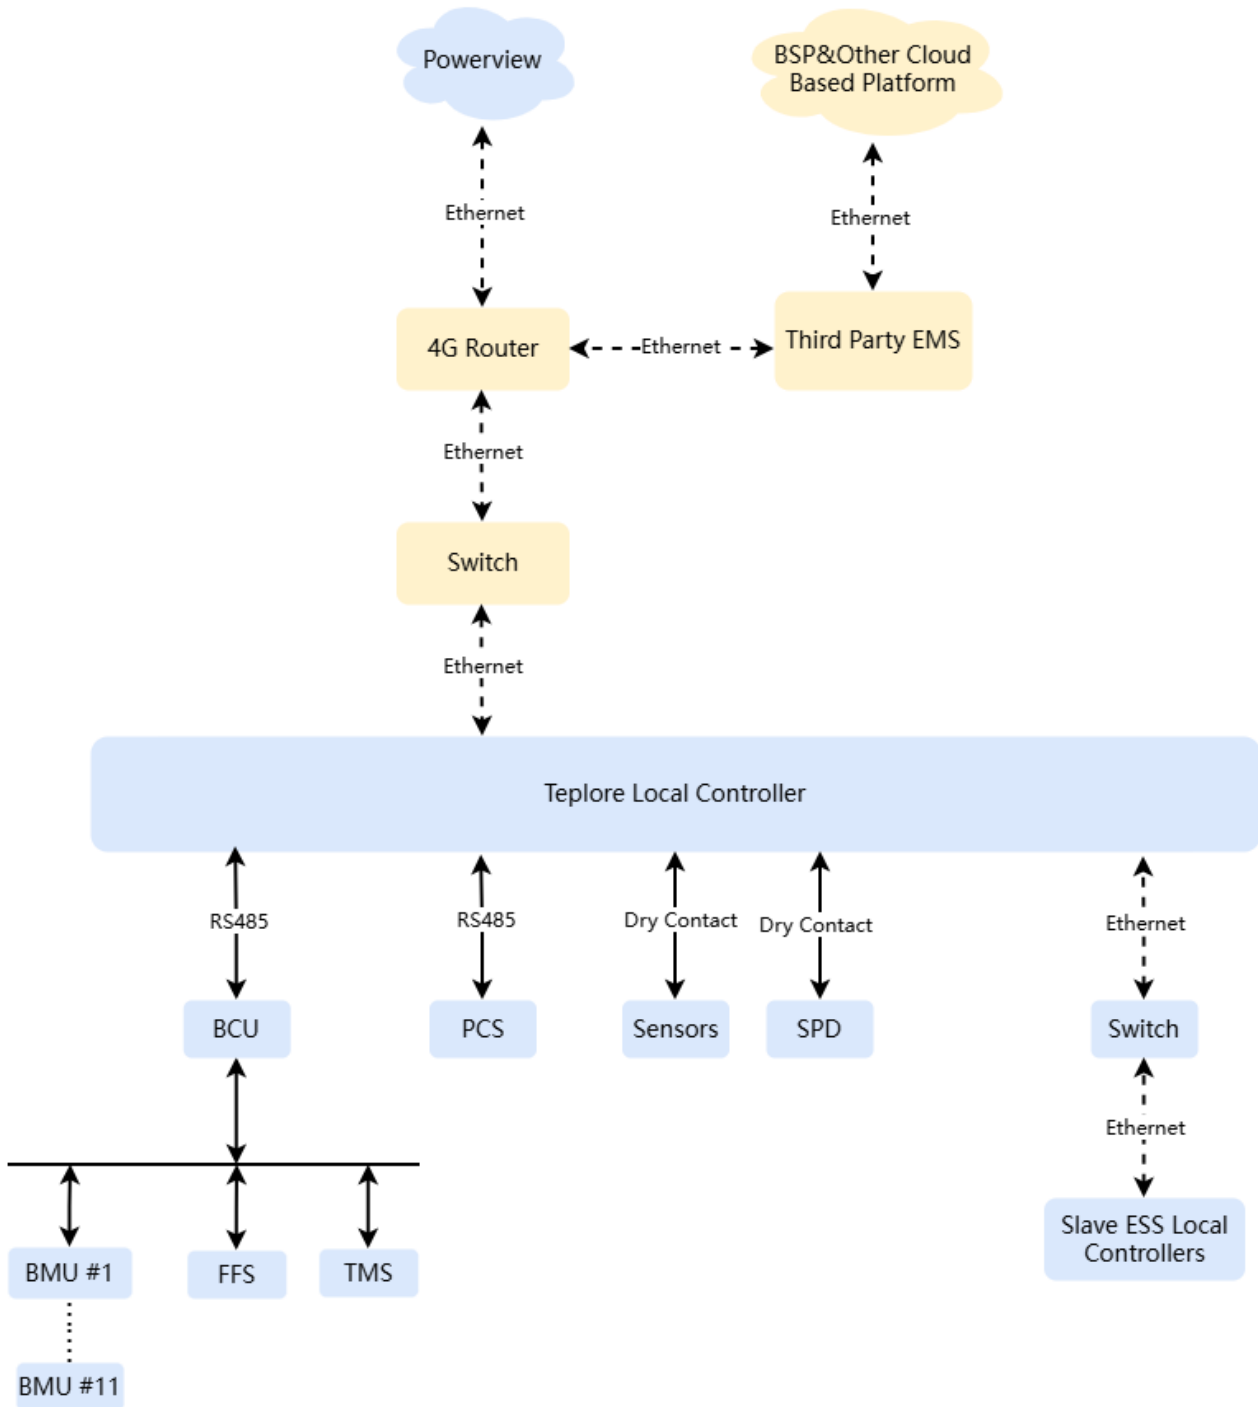 Powerview
BSP&Other Cloud
Based Platform
Ethernet
Ethernet
4G Router
Ethernet
Third Party EMS
Ethernet
Switch
Ethernet
Teplore Local Controller
RS485
RS485
Dry Contact
Dry Contact
Ethernet
BCU
PCS
Sensors
SPD
Switch
Ethernet
Slave ESS Local
Controllers
BMU #1
FFS
TMS
BMU #11